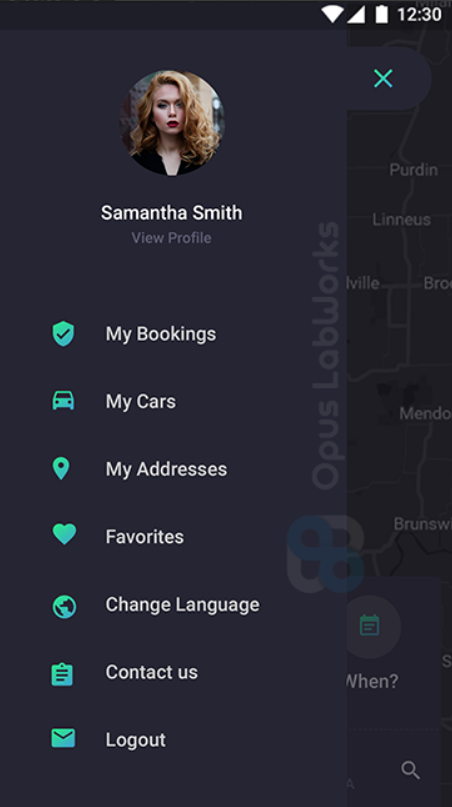 12:30
Samantha Smith
View Profile
My Bookings
My Cars
My Addresses
Favorites
Change Language
Contact us
Logout
Opus LabWorks
Purdin
Linneus
lville
Bro
Mendo
Brunswi
S
When?
A